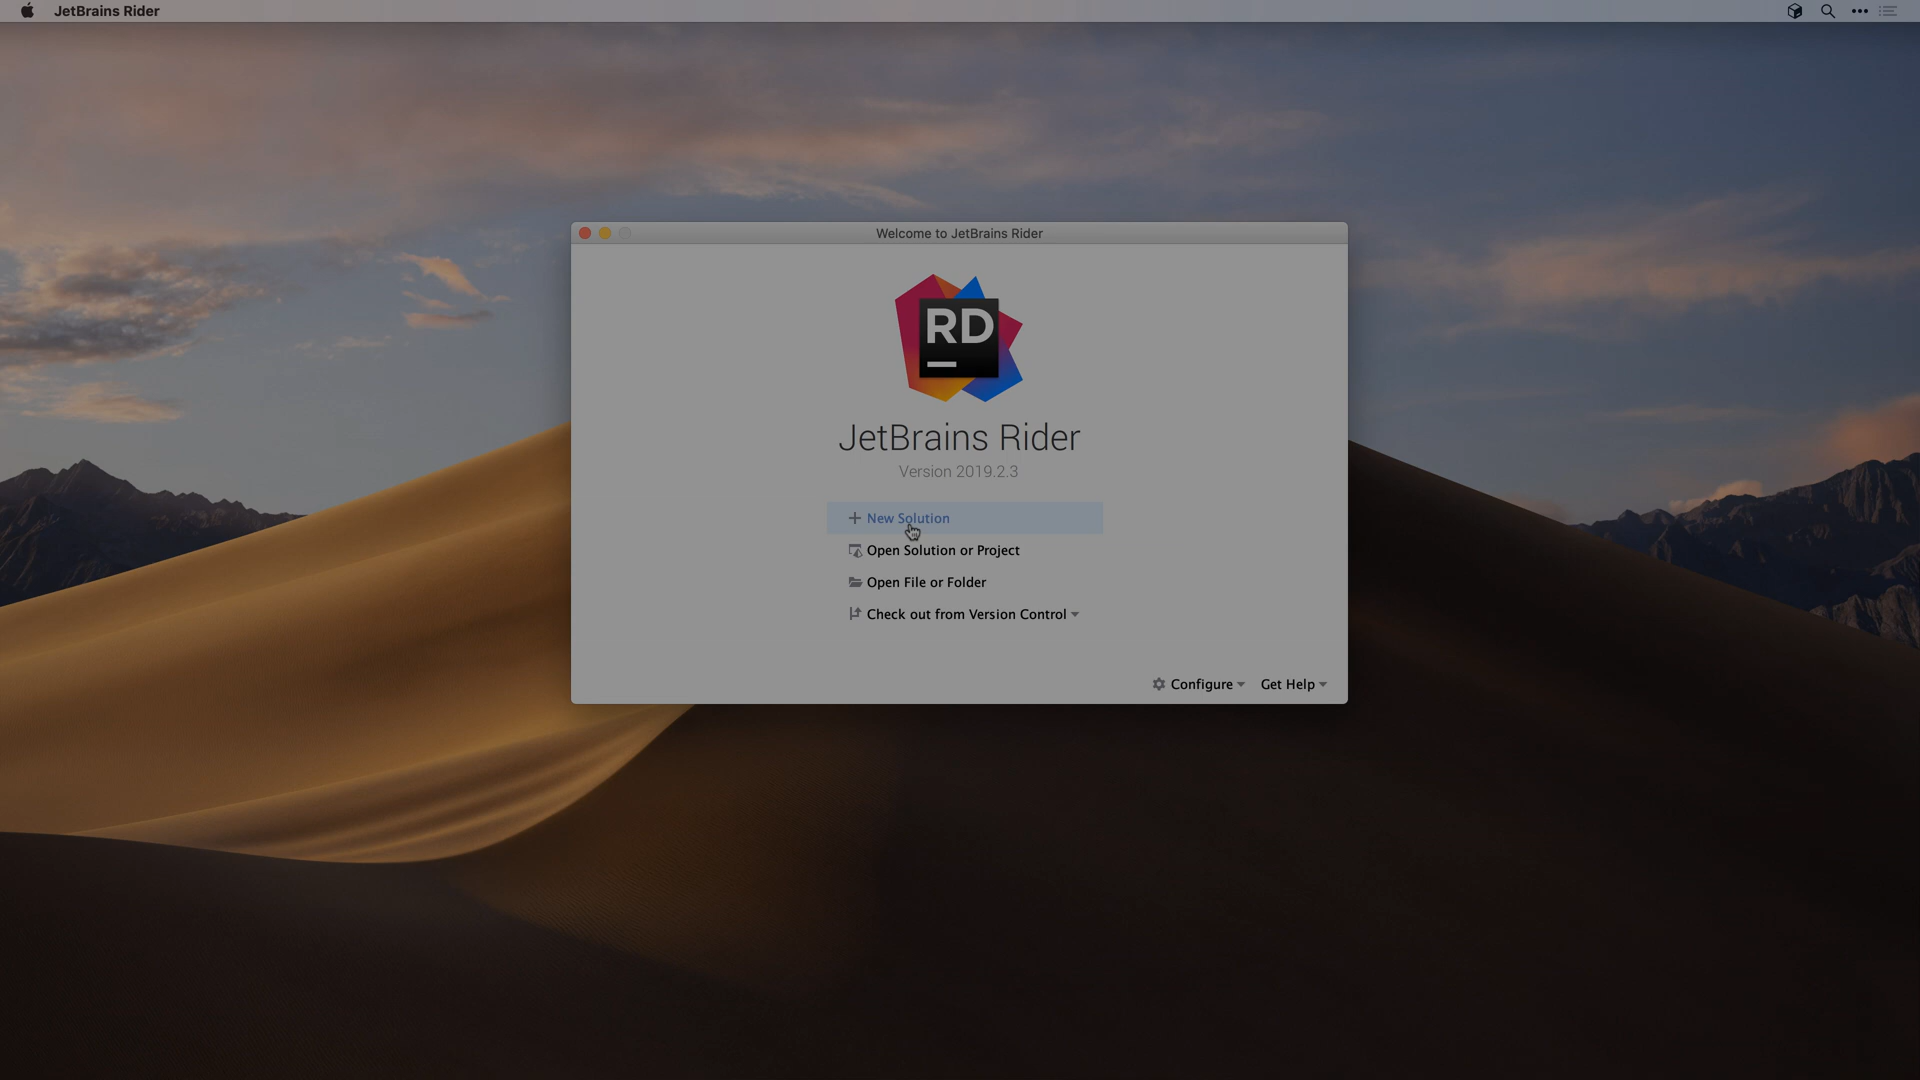 JetBrains Rider
Welcome to JetBrains Rider
RD
JetBrains Rider
Version 2019.2.3
New Solution
Open Solution or Project
Open File or Folder
Check out from Version Control
Configure
Get Help